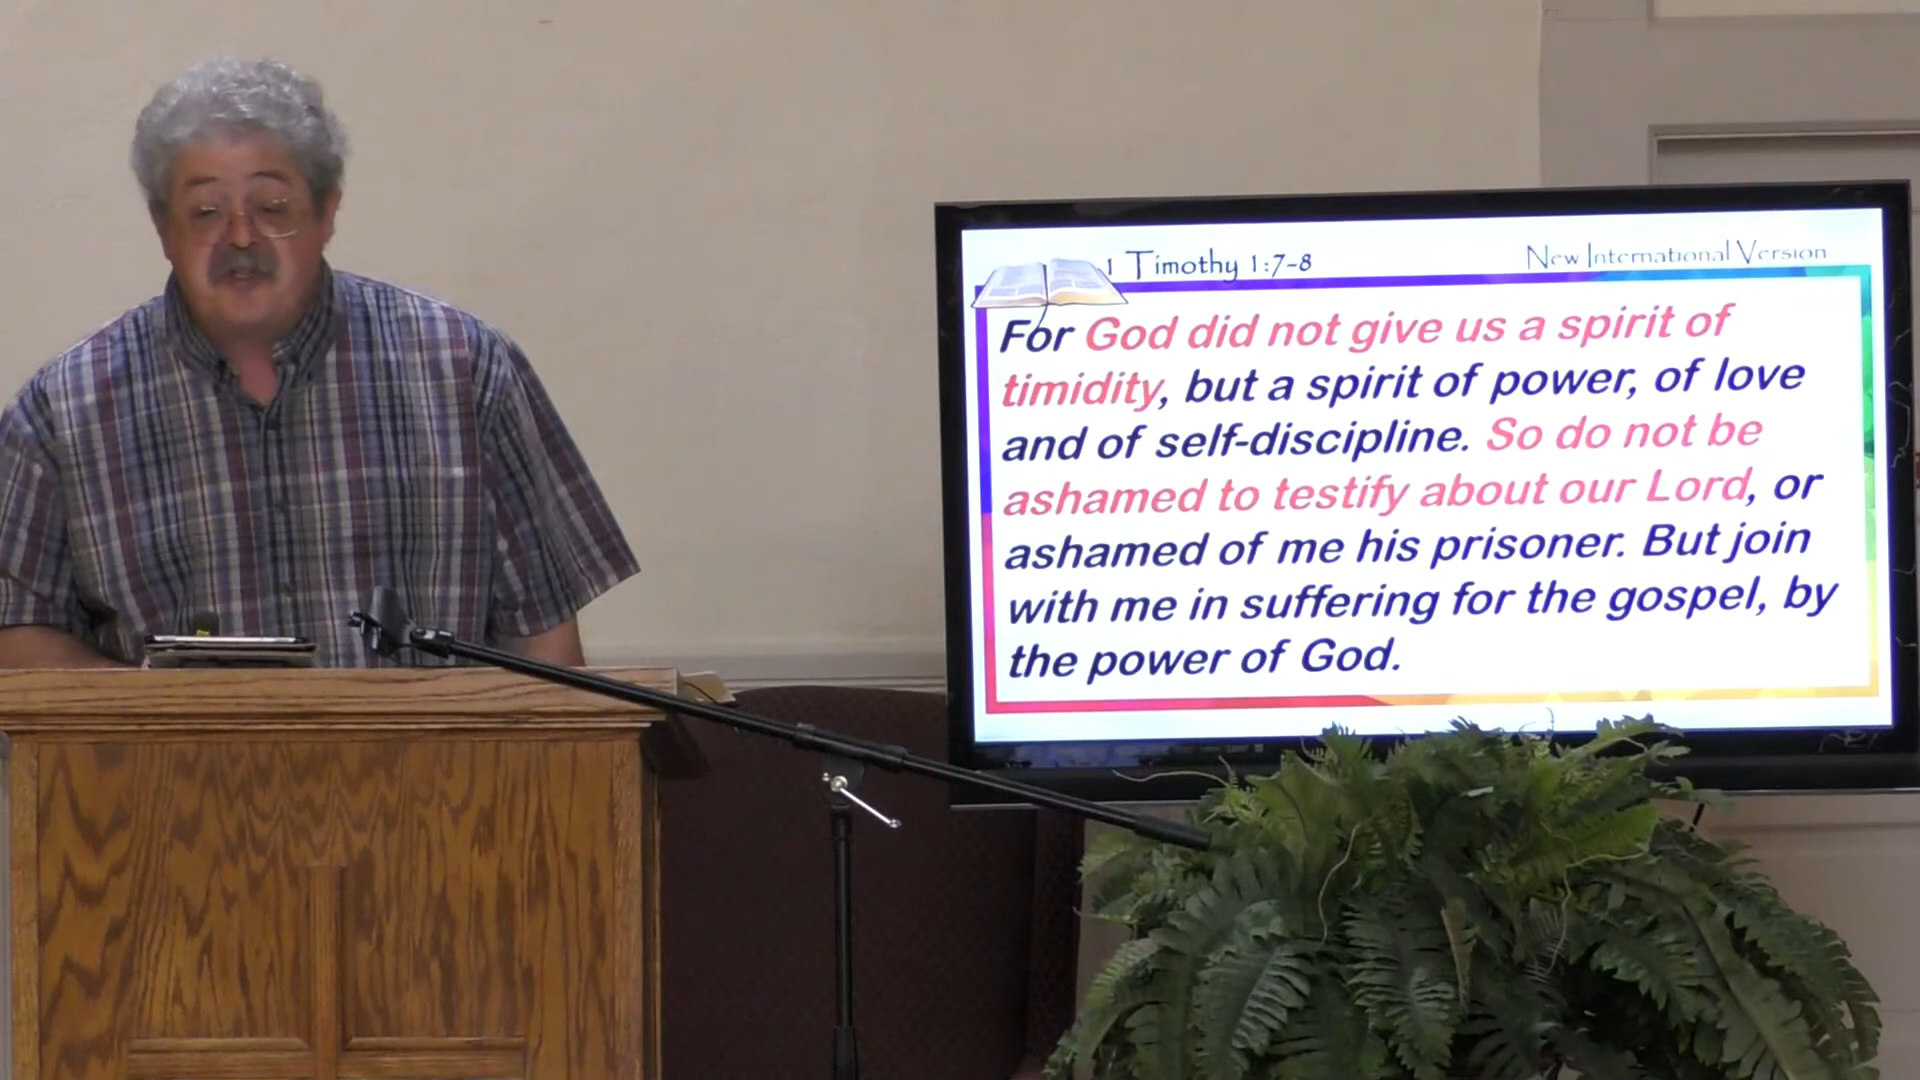 1 Timothy 1:7-8
New International Version
For God did not give us a spirit of
timidity, but a spirit of power, of love
and of self-discipline. So do not be
ashamed to testify about our Lord, or
ashamed of me his prisoner. But join
with me in suffering for the gospel, by
the power of God.